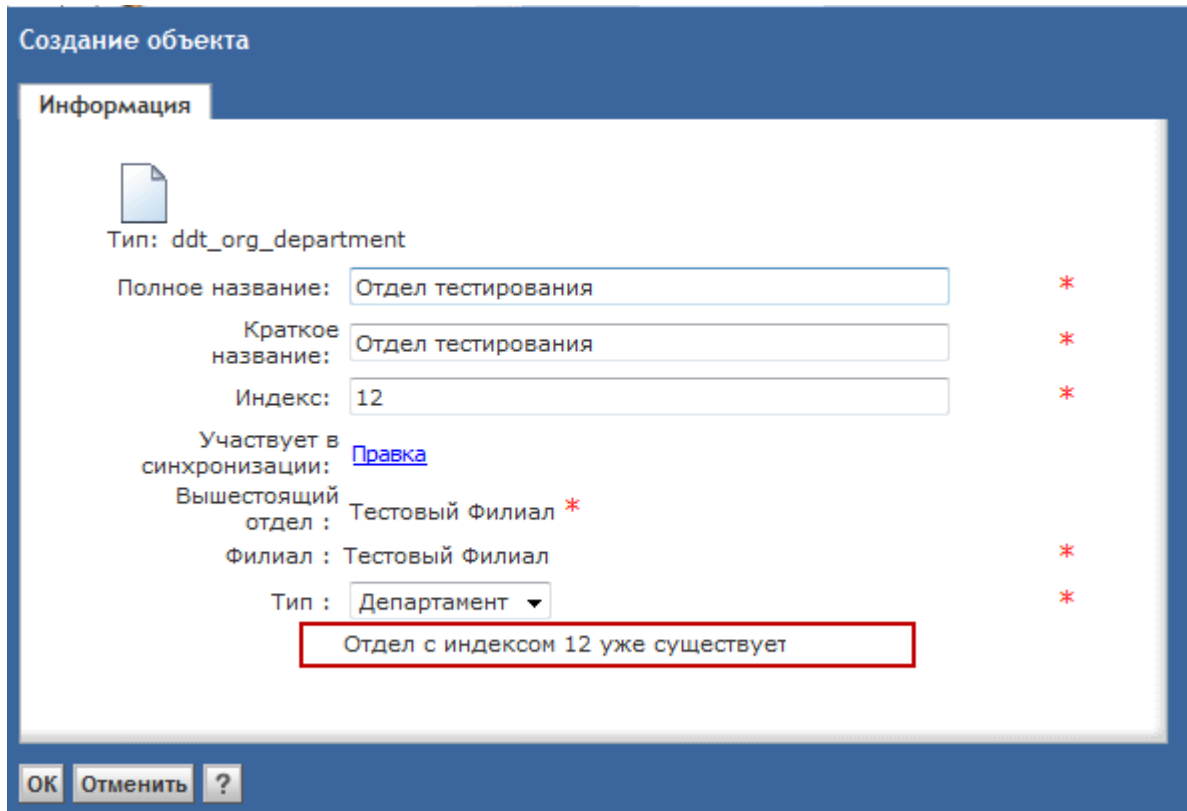 Создание объекта
Информация
Тип: ddt_org_department
Полное название: Отдел тестирования *
Краткое
название: Отдел тестирования *
Индекс: 12 *
Участвует в
синхронизации: Правка
Вышестоящий
отдел : Тестовый Филиал *
Филиал : Тестовый Филиал *
Тип : Департамент *
Отдел с индексом 12 уже существует
ОК Отменить ?